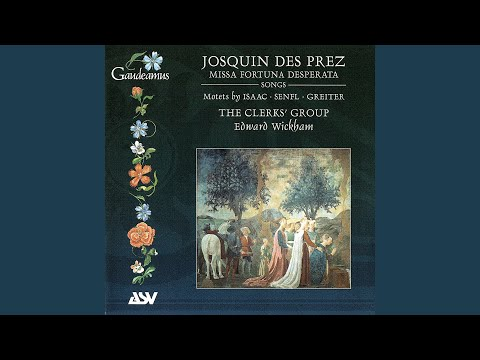 Gaudeamus
JOSQUIN DES PREZ
MISSA FORTUNA DESPERATA
SONGS
Motets by ISAAC · SENFL · GREITER
THE CLERKS' GROUP
Edward Wickham
ASV